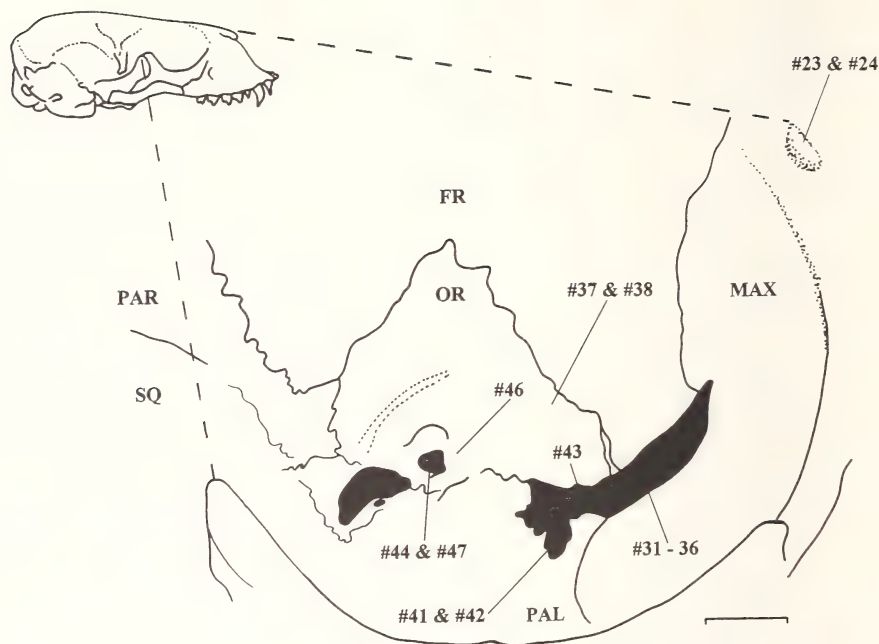 #23 & #24
FR
PAR
OR
#37 & #38
MAX
SQ
#46
#43
#44 & #47
#31 - 36
#41 & #42
PAL